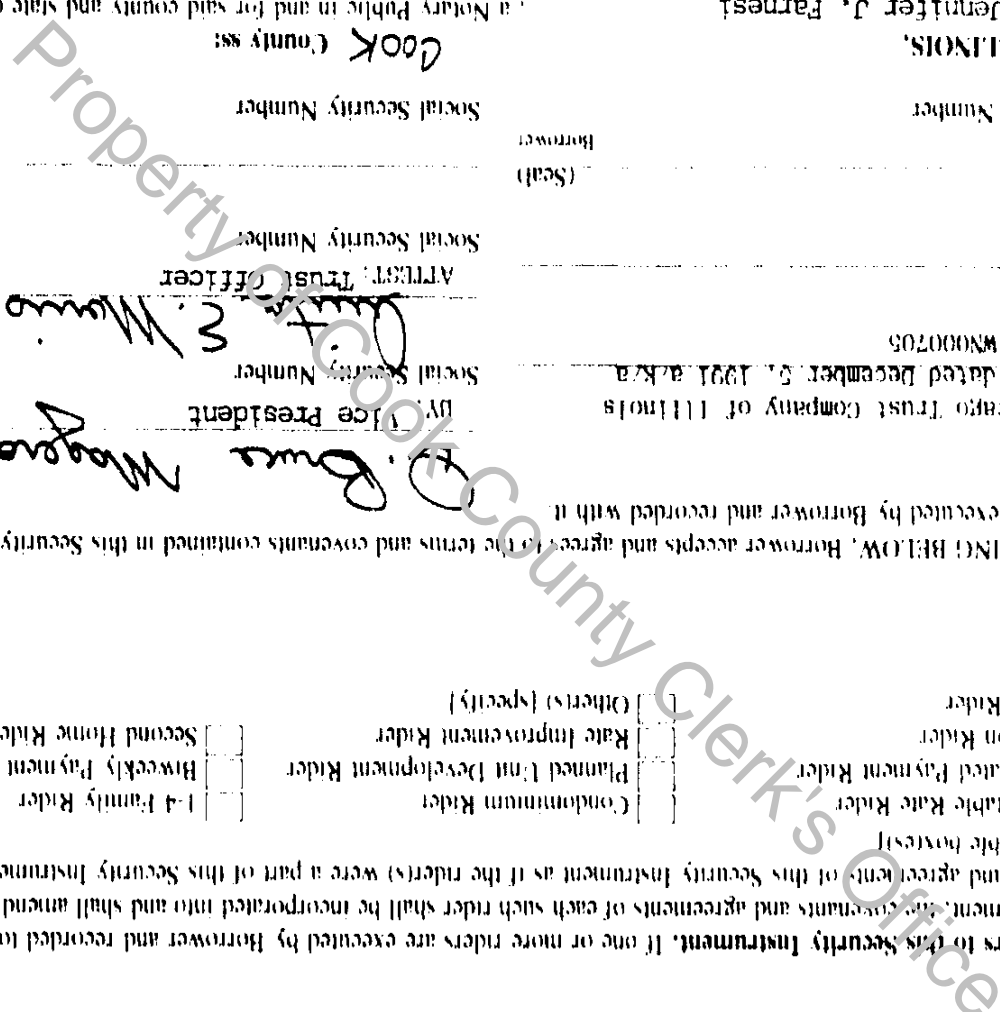 rs to this Security Instrument. If one or more riders are executed by Borrower and recorded to
ment, the covenants and agreements of each such rider shall be incorporated into and shall amend
and agreements of this Security Instrument as if the rider(s) were a part of this Security Instrume
ble box(es)]
table Rate Rider [ ] Condominium Rider [ ] 1-4 Family Rider
ated Payment Rider [ ] Planned Unit Development Rider [ ] Biweekly Payment
on Rider [ ] Rate Improvement Rider [ ] Second Home Ride
Rider [ ] Other(s) [specify]
ING BELOW, Borrower accepts and agrees to the terms and covenants contained in this Security
executed by Borrower and recorded with it
cago Trust Company of Illinois
dated December 5, 1991 a/k/a
WN000705
BY: Vice President
Social Security Number
ATTEST: Trust Officer
Social Security Number
(Seal)
Borrower
Number
Social Security Number
LINOIS,
COOK County ss:
Jennifer J. Farnesi
, a Notary Public in and for said county and state
Property of Cook County Clerk's Office